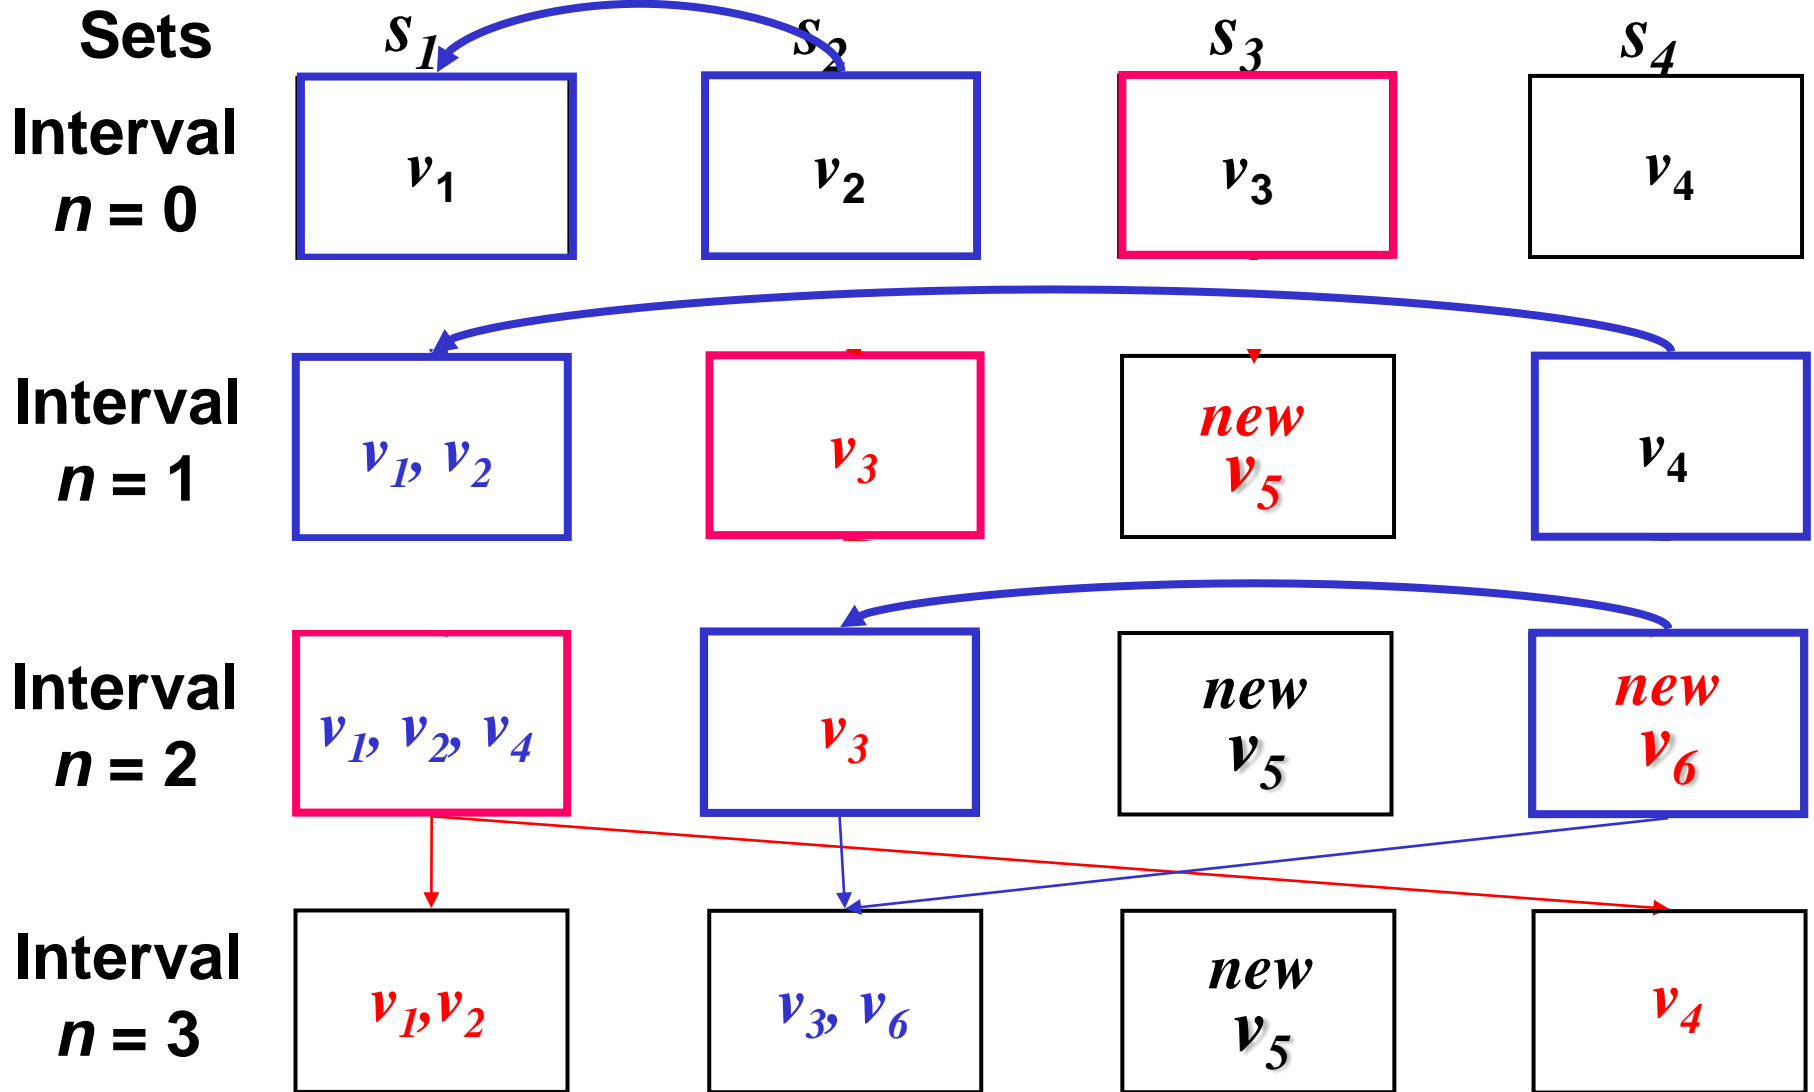 Sets s1 s2 s3 s4
Interval
n = 0
v1 v2 v3 v4
Interval
n = 1
v1, v2
v3
new
v5
v4
Interval
n = 2
v1, v2, v4
v3
new
v5
new
v6
Interval
n = 3
v1,v2
v3, v6
new
v5
v4